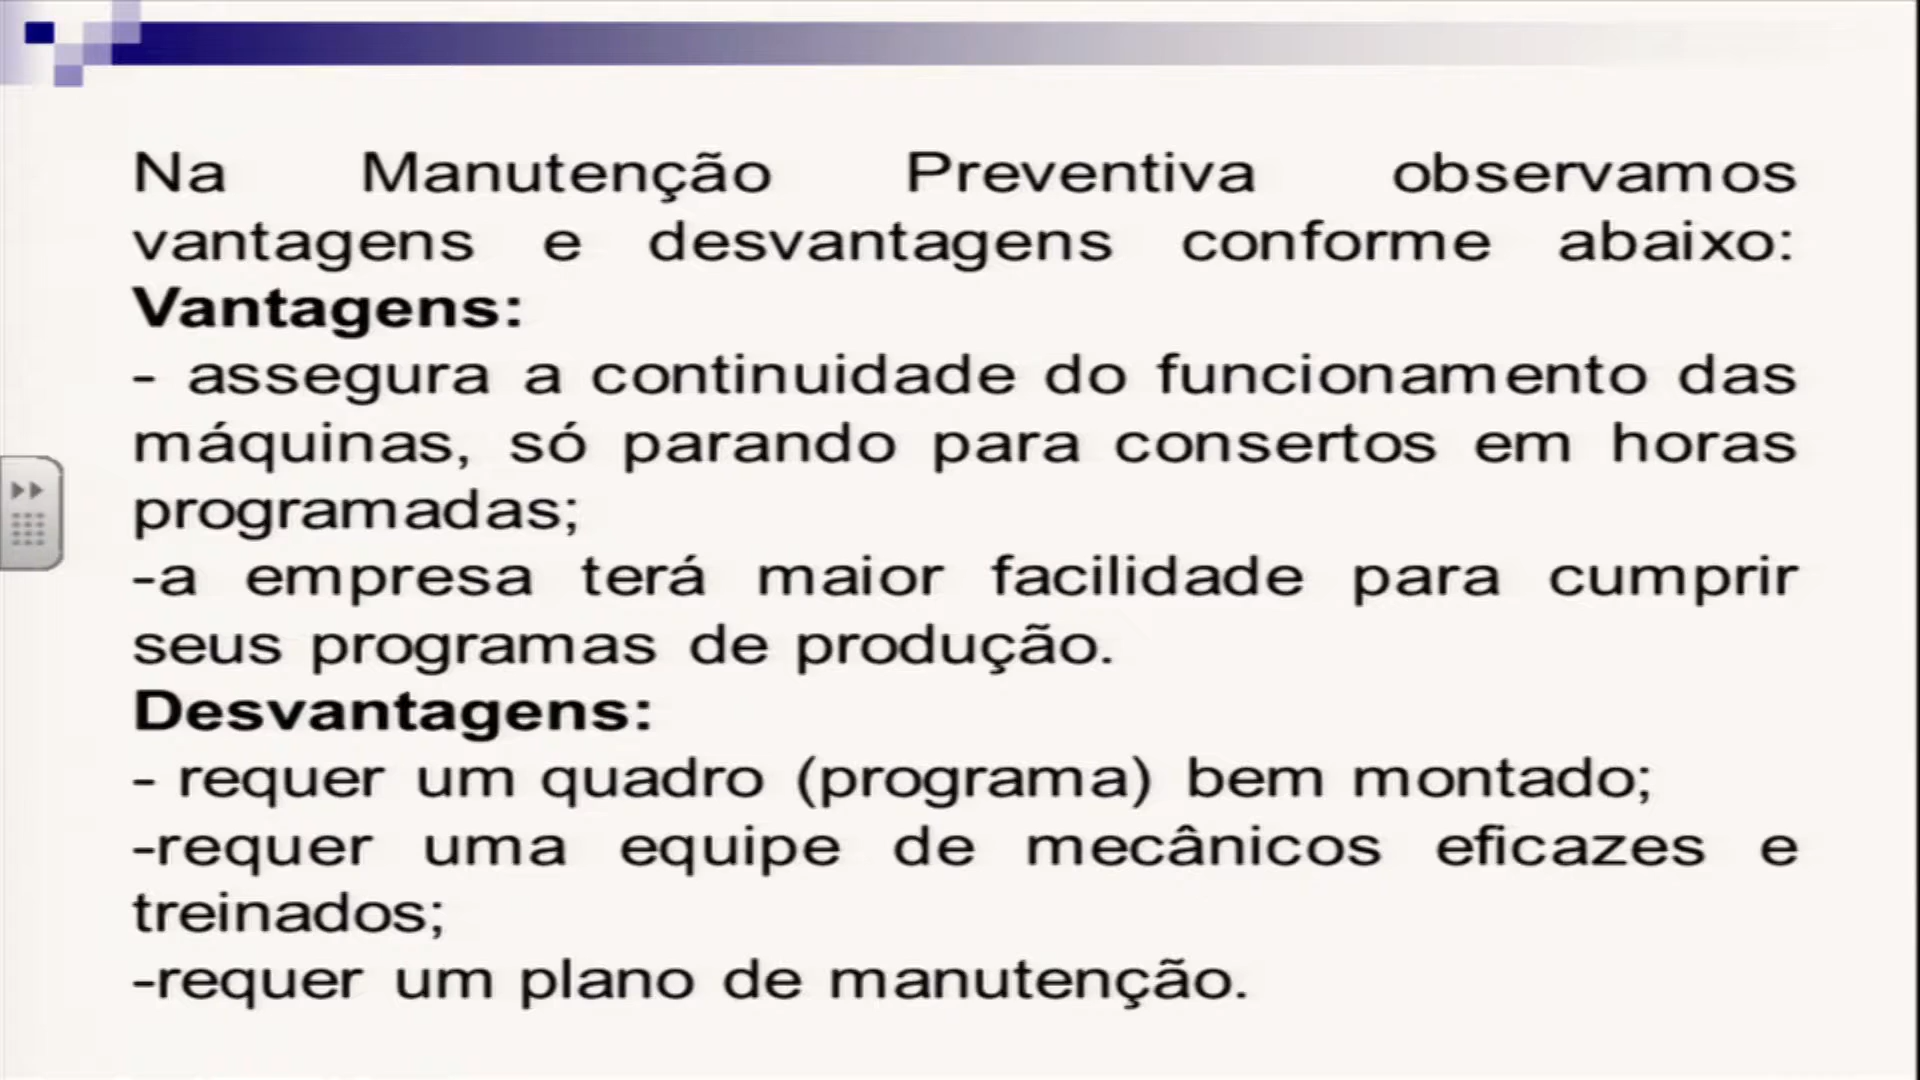 Na Manutenção Preventiva observamos
vantagens e desvantagens conforme abaixo:
Vantagens:
- assegura a continuidade do funcionamento das
máquinas, só parando para consertos em horas
programadas;
-a empresa terá maior facilidade para cumprir
seus programas de produção.
Desvantagens:
- requer um quadro (programa) bem montado;
-requer uma equipe de mecânicos eficazes e
treinados;
-requer um plano de manutenção.